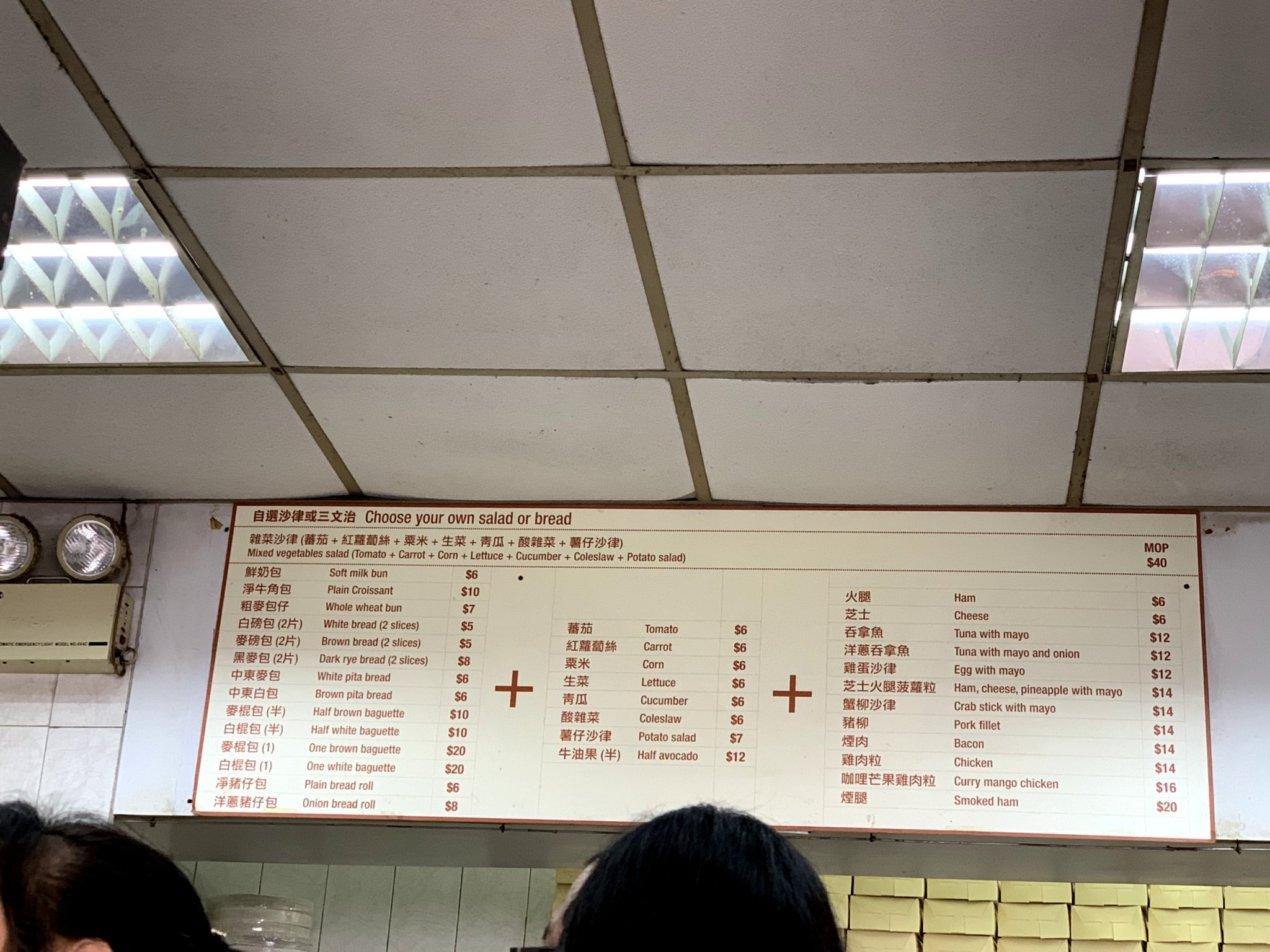 自選沙律或三文治 Choose your own salad or bread
雜菜沙律 (蕃茄 + 紅蘿蔔絲 + 粟米 + 生菜 + 青瓜 + 酸雜菜 + 薯仔沙律)
Mixed vegetables salad (Tomato + Carrot + Corn + Lettuce + Cucumber + Coleslaw + Potato salad)
MOP
$40
鮮奶包 Soft milk bun $6
淨牛角包 Plain Croissant $10
粗麥包仔 Whole wheat bun $7
白磅包 (2片) White bread (2 slices) $5
麥磅包 (2片) Brown bread (2 slices) $5
黑麥包 (2片) Dark rye bread (2 slices) $8
中東麥包 White pita bread $6
中東白包 Brown pita bread $6
麥棍包 (半) Half brown baguette $10
白棍包 (半) Half white baguette $10
麥棍包 (1) One brown baguette $20
白棍包 (1) One white baguette $20
淨豬仔包 Plain bread roll $6
洋蔥豬仔包 Onion bread roll $8
+
蕃茄 Tomato $6
紅蘿蔔絲 Carrot $6
粟米 Corn $6
生菜 Lettuce $6
青瓜 Cucumber $6
酸雜菜 Coleslaw $6
薯仔沙律 Potato salad $7
牛油果 (半) Half avocado $12
+
火腿 Ham $6
芝士 Cheese $6
吞拿魚 Tuna with mayo $12
洋蔥吞拿魚 Tuna with mayo and onion $12
雞蛋沙律 Egg with mayo $12
芝士火腿菠蘿粒 Ham, cheese, pineapple with mayo $14
蟹柳沙律 Crab stick with mayo $14
豬柳 Pork fillet $14
煙肉 Bacon $14
雞肉粒 Chicken $14
咖哩芒果雞肉粒 Curry mango chicken $16
煙腿 Smoked ham $20